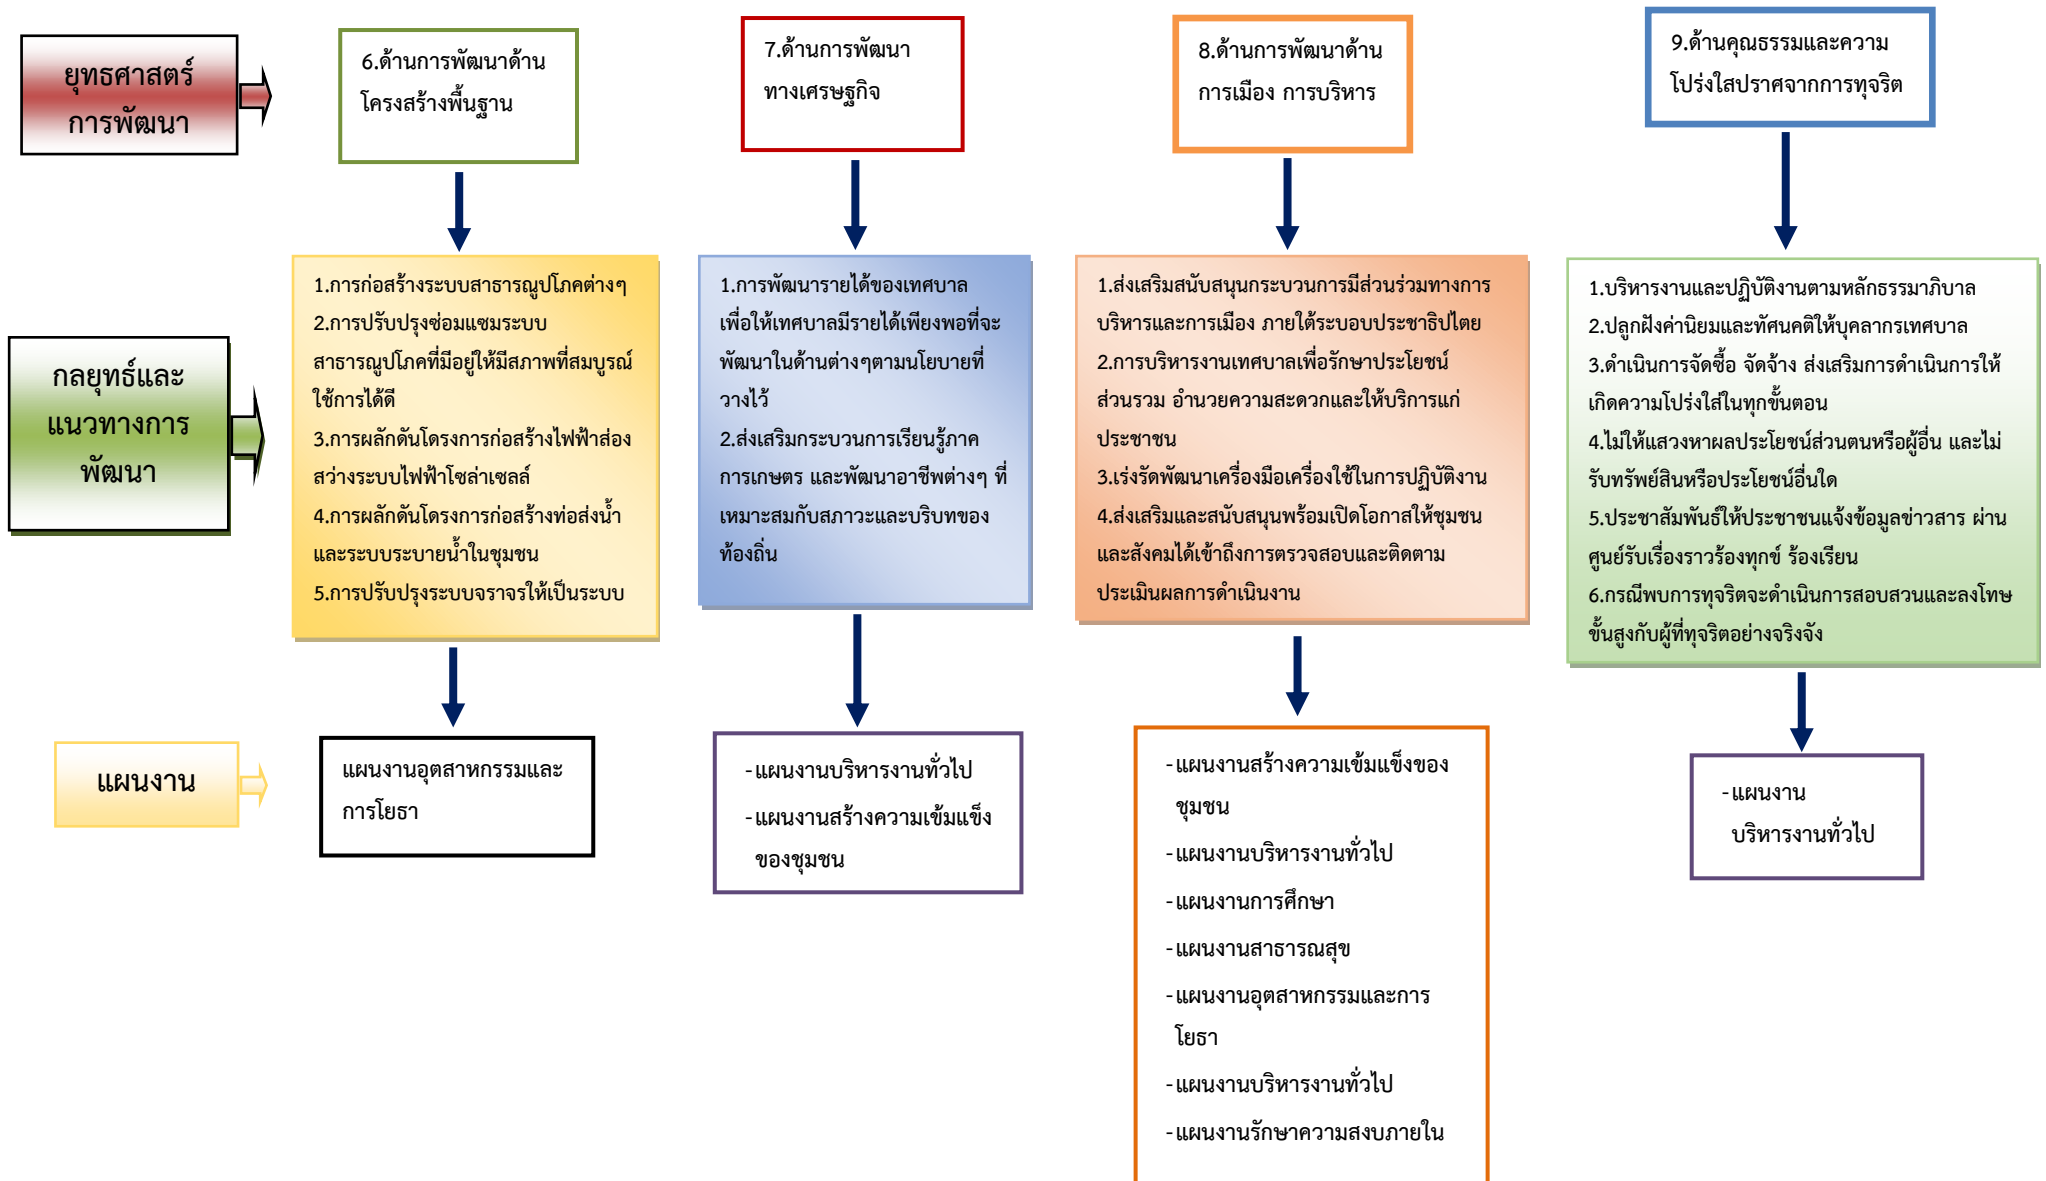 ยุทธศาสตร์
การพัฒนา
6.ด้านการพัฒนาด้าน
โครงสร้างพื้นฐาน
7.ด้านการพัฒนา
ทางเศรษฐกิจ
8.ด้านการพัฒนาด้าน
การเมือง การบริหาร
9.ด้านคุณธรรมและความ
โปร่งใสปราศจากการทุจริต
กลยุทธ์และ
แนวทางการ
พัฒนา
1.การก่อสร้างระบบสาธารณูปโภคต่างๆ
2.การปรับปรุงซ่อมแซมระบบ
สาธารณูปโภคที่มีอยู่ให้มีสภาพที่สมบูรณ์
ใช้การได้ดี
3.การผลักดันโดรงการก่อสร้างไฟฟ้าส่อง
สว่างระบบไฟฟ้าโซล่าเซลล์
4.การผลักดันโดรงการก่อสร้างท่อส่งน้ำ
และระบบระบายน้ำในชุมชน
5.การปรับปรุงระบบจราจรให้เป็นระบบ
1.การพัฒนารายได้ของเทศบาล
เพื่อให้เทศบาลมีรายได้เพียงพอที่จะ
พัฒนาในด้านต่างๆตามนโยบายที่
วางไว้
2.ส่งเสริมกระบวนการเรียนรู้ภาค
การเกษตร และพัฒนาอาชีพต่างๆ ที่
เหมาะสมกับสภาวะและบริบทของ
ท้องถิ่น
1.ส่งเสริมสนับสนุนกระบวนการมีส่วนร่วมทางการ
บริหารและการเมือง ภายใต้ระบอบประชาธิปไตย
2.การบริหารงานเทศบาลเพื่อรักษาประโยชน์
ส่วนรวม อำนวยความสะดวกและให้บริการแก่
ประชาชน
3.เร่งรัดพัฒนาเครื่องมือเครื่องใช้ในการปฏิบัติงาน
4.ส่งเสริมและสนับสนุนพร้อมเปิดโอกาสให้ชุมชน
และสังคมได้เข้าถึงการตรวจสอบและติดตาม
ประเมินผลการดำเนินงาน
1.บริหารงานและปฏิบัติงานตามหลักธรรมาภิบาล
2.ปลูกฝังค่านิยมและทัศนคติให้บุคลากรเทศบาล
3.ดำเนินการจัดซื้อ จัดจ้าง ส่งเสริมการดำเนินการให้
เกิดความโปร่งใส่ในทุกขั้นตอน
4.ไม่ให้แสวงหาผลประโยชน์ส่วนตนหรือผู้อื่น และไม่
รับทรัพย์สินหรือประโยชน์อื่นใด
5.ประชาสัมพันธ์ให้ประชาชนแจ้งข้อมูลข่าวสาร ผ่าน
ศูนย์รับเรื่องราวร้องทุกข์ ร้องเรียน
6.กรณีพบการทุจริตจะดำเนินการสอบสวนและลงโทษ
ขั้นสูงกับผู้ที่ทุจริตอย่างจริงจัง
แผนงาน
แผนงานอุตสาหกรรมและ
การโยธา
-แผนงานบริหารงานทั่วไป
-แผนงานสร้างความเข้มแข็ง
ของชุมชน
-แผนงานสร้างความเข้มแข็งของ
ชุมชน
-แผนงานบริหารงานทั่วไป
-แผนงานการศึกษา
-แผนงานสาธารณสุข
-แผนงานอุตสาหกรรมและการ
โยธา
-แผนงานบริหารงานทั่วไป
-แผนงานรักษาความสงบภายใน
-แผนงาน
บริหารงานทั่วไป